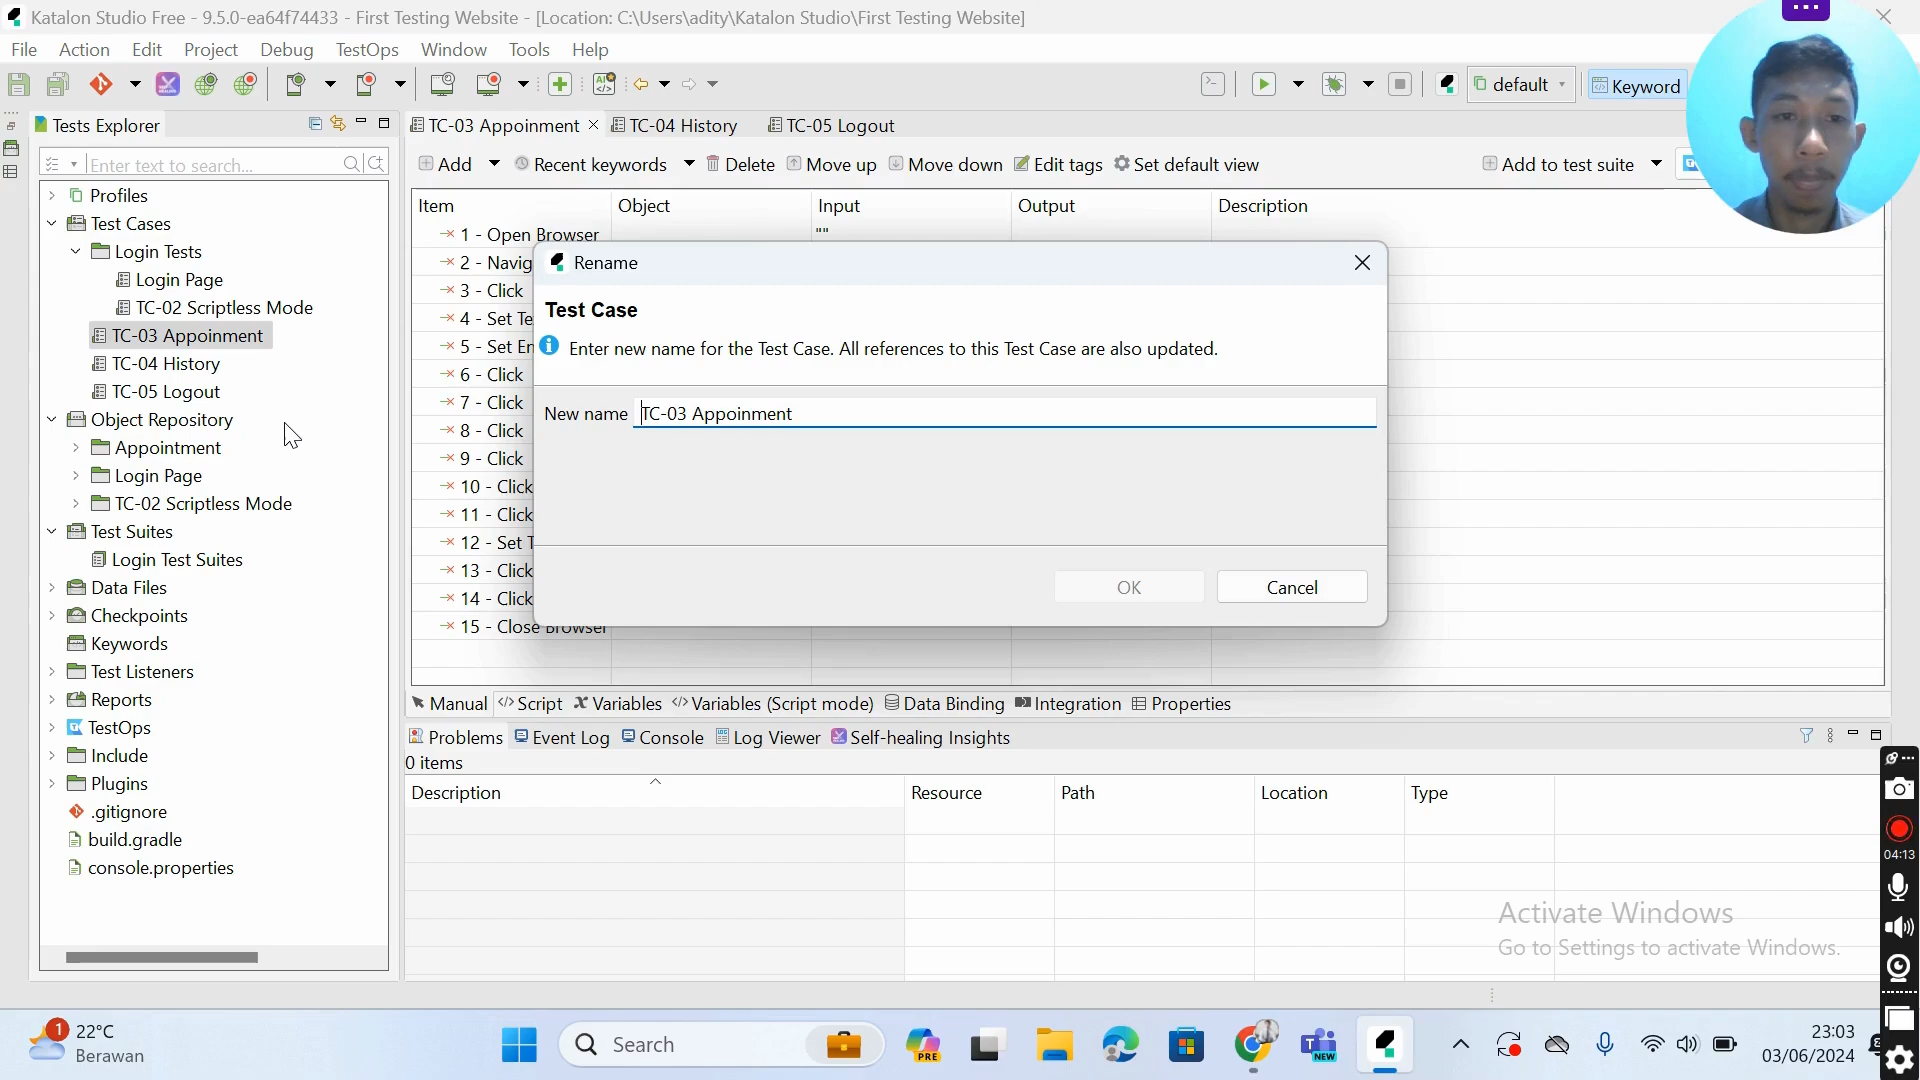 Katalon Studio Free - 9.5.0-ea64f74433 - First Testing Website - [Location: C:\Users\adity\Katalon Studio\First Testing Website]
File Action Edit Project Debug TestOps Window Tools Help
default Keyword
Tests Explorer
TC-03 Appoinment TC-04 History TC-05 Logout
Enter text to search...
Add Recent keywords Delete Move up Move down Edit tags Set default view Add to test suite
Profiles
Test Cases
Login Tests
Login Page
TC-02 Scriptless Mode
TC-03 Appoinment
TC-04 History
TC-05 Logout
Object Repository
Appointment
Login Page
TC-02 Scriptless Mode
Test Suites
Login Test Suites
Data Files
Checkpoints
Keywords
Test Listeners
Reports
TestOps
Include
Plugins
.gitignore
build.gradle
console.properties
Item Object Input Output Description
1 - Open Browser ""
2 - Navig
3 - Click
4 - Set Te
5 - Set En
6 - Click
7 - Click
8 - Click
9 - Click
10 - Click
11 - Click
12 - Set T
13 - Click
14 - Click
15 - Close Browser
Rename
Test Case
Enter new name for the Test Case. All references to this Test Case are also updated.
New name TC-03 Appoinment
OK Cancel
Manual Script Variables Variables (Script mode) Data Binding Integration Properties
Problems Event Log Console Log Viewer Self-healing Insights
0 items
Description Resource Path Location Type
Activate Windows
Go to Settings to activate Windows.
04:13
1 22°C
Berawan
Search
PRE
NEW
23:03
03/06/2024